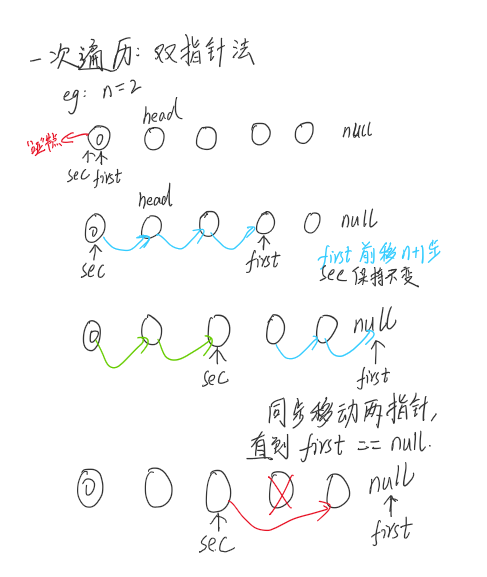 一次遍历：双指针法
eg: n=2
head
"哑"节点
0
null
sec first
head
0
null
sec
first
first 前移 n+1步
sec 保持不变
0
null
sec
first
同步移动两指针,
直到 first == null.
0
null
sec
first